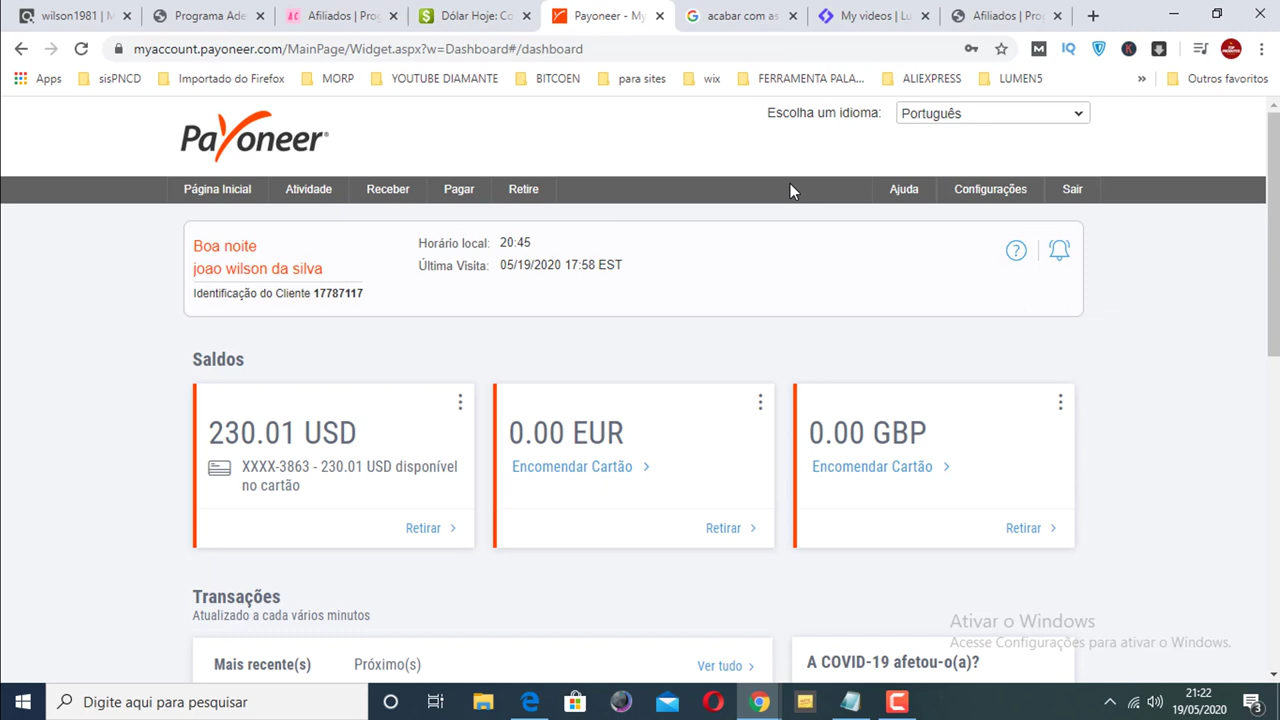 wilson1981 | M
Programa Ade
Afiliados | Prog
Dólar Hoje: Co
Payoneer - My
acabar com as
My videos | Lu
Afiliados | Prog
myaccount.payoneer.com/MainPage/Widget.aspx?w=Dashboard#/dashboard
Apps sisPNCD Importado do Firefox MORP YOUTUBE DIAMANTE BITCOEN para sites wix FERRAMENTA PALA... ALIEXPRESS LUMEN5 » Outros favoritos
Payoneer
Escolha um idioma: Português
Página Inicial Atividade Receber Pagar Retire Ajuda Configurações Sair
Boa noite
joao wilson da silva
Identificação do Cliente 17787117
Horário local: 20:45
Última Visita: 05/19/2020 17:58 EST
Saldos
230.01 USD
XXXX-3863 - 230.01 USD disponível
no cartão
Retirar
0.00 EUR
Encomendar Cartão
Retirar
0.00 GBP
Encomendar Cartão
Retirar
Transações
Atualizado a cada vários minutos
Mais recente(s) Próximo(s) Ver tudo
A COVID-19 afetou-o(a)?
Ativar o Windows
Acesse Configurações para ativar o Windows.
Digite aqui para pesquisar
21:22
19/05/2020
3